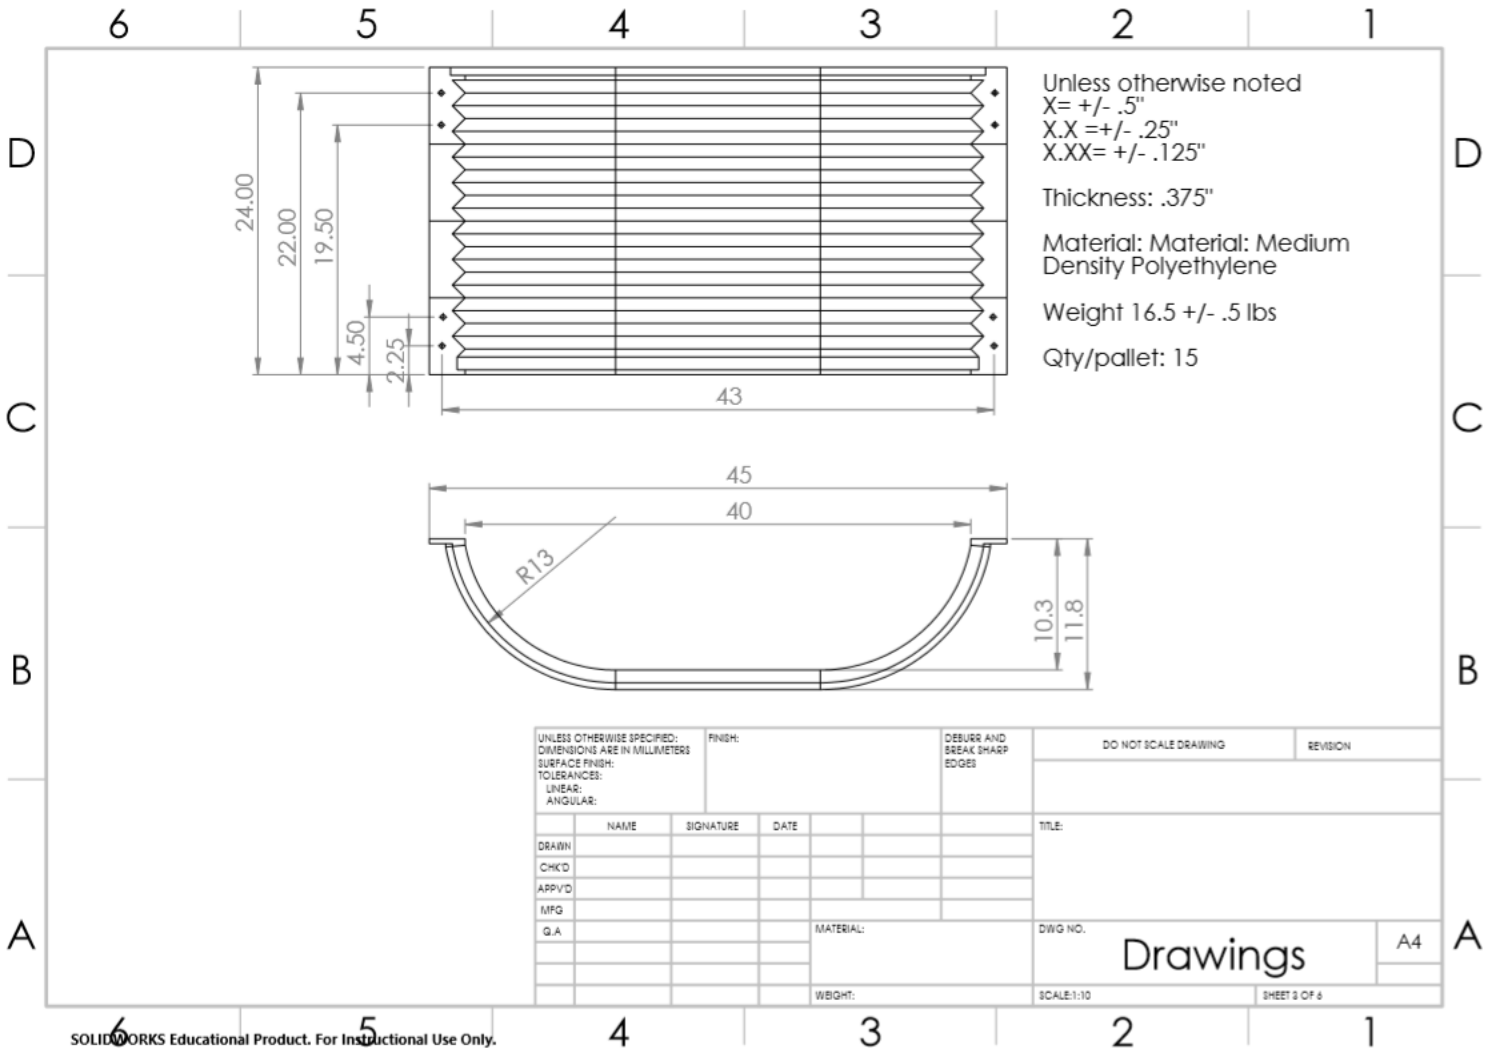 6 5 4 3 2 1
Unless otherwise noted
X= +/- .5"
X.X =+/- .25"
X.XX= +/- .125"
D
D
Thickness: .375"
24.00
22.00
19.50
Material: Material: Medium
Density Polyethylene
Weight 16.5 +/- .5 lbs
4.50
2.25
Qty/pallet: 15
43
C
C
45
40
R13
10.3
11.8
B
B
UNLESS OTHERWISE SPECIFIED:
DIMENSIONS ARE IN MILLIMETERS
SURFACE FINISH:
TOLERANCES:
LINEAR:
ANGULAR:
FINISH:
DEBURR AND
BREAK SHARP
EDGES
DO NOT SCALE DRAWING
REVISION
NAME
SIGNATURE
DATE
TITLE:
DRAWN
CHK'D
APPV'D
MFG
Q.A
MATERIAL:
DWG NO.
Drawings
A4
A
A
WEIGHT:
SCALE:1:10
SHEET 3 OF 6
6 5 4 3 2 1
SOLIDWORKS Educational Product. For Instructional Use Only.